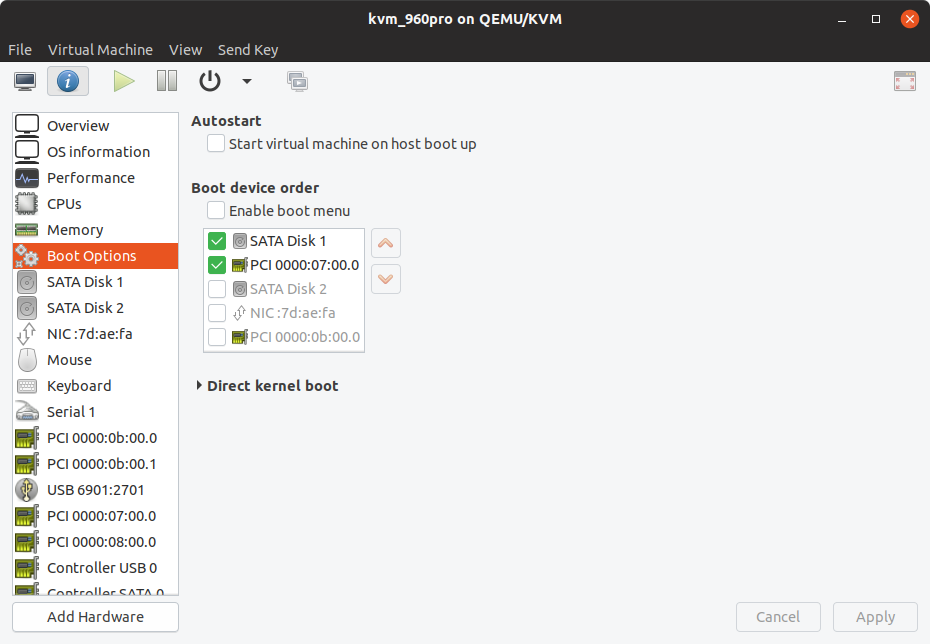 kvm_960pro on QEMU/KVM
File Virtual Machine View Send Key
Overview
OS information
Performance
CPUs
Memory
Boot Options
SATA Disk 1
SATA Disk 2
NIC :7d:ae:fa
Mouse
Keyboard
Serial 1
PCI 0000:0b:00.0
PCI 0000:0b:00.1
USB 6901:2701
PCI 0000:07:00.0
PCI 0000:08:00.0
Controller USB 0
Controller SATA 0
Add Hardware
Autostart
Start virtual machine on host boot up
Boot device order
Enable boot menu
SATA Disk 1
PCI 0000:07:00.0
SATA Disk 2
NIC :7d:ae:fa
PCI 0000:0b:00.0
Direct kernel boot
Cancel Apply